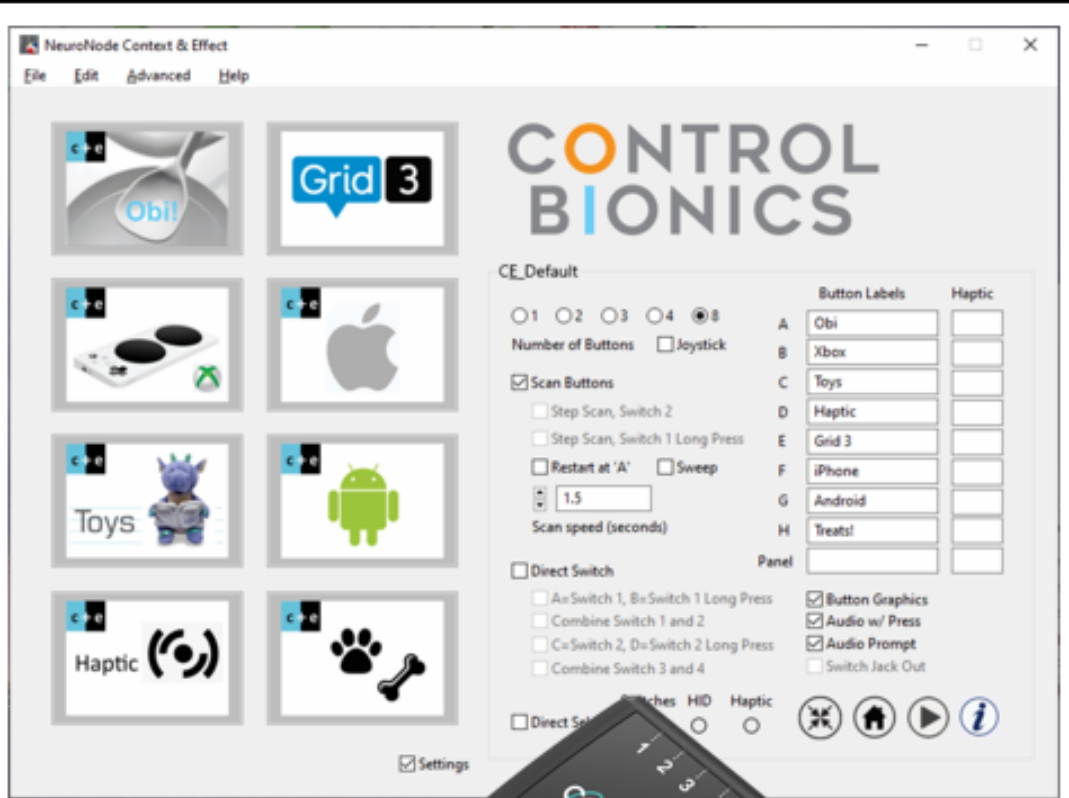 NeuroNode Context & Effect
File Edit Advanced Help
c+e
Obi!
Grid 3
c+e
c+e
c+e
Toys
c+e
c+e
Haptic
c+e
CONTROL
BIONICS
CE_Default
Button Labels Haptic
1 2 3 4 8
Number of Buttons Joystick
A Obi
B Xbox
Scan Buttons
C Toys
Step Scan, Switch 2
D Haptic
Step Scan, Switch 1 Long Press
E Grid 3
Restart at 'A' Sweep
F iPhone
1.5
G Android
Scan speed (seconds)
H Treats!
Panel
Direct Switch
A=Switch 1, B=Switch 1 Long Press
Button Graphics
Combine Switch 1 and 2
Audio w/ Press
C=Switch 2, D=Switch 2 Long Press
Audio Prompt
Combine Switch 3 and 4
Switch Jack Out
HID Haptic
Direct
i
Settings
1
2
3